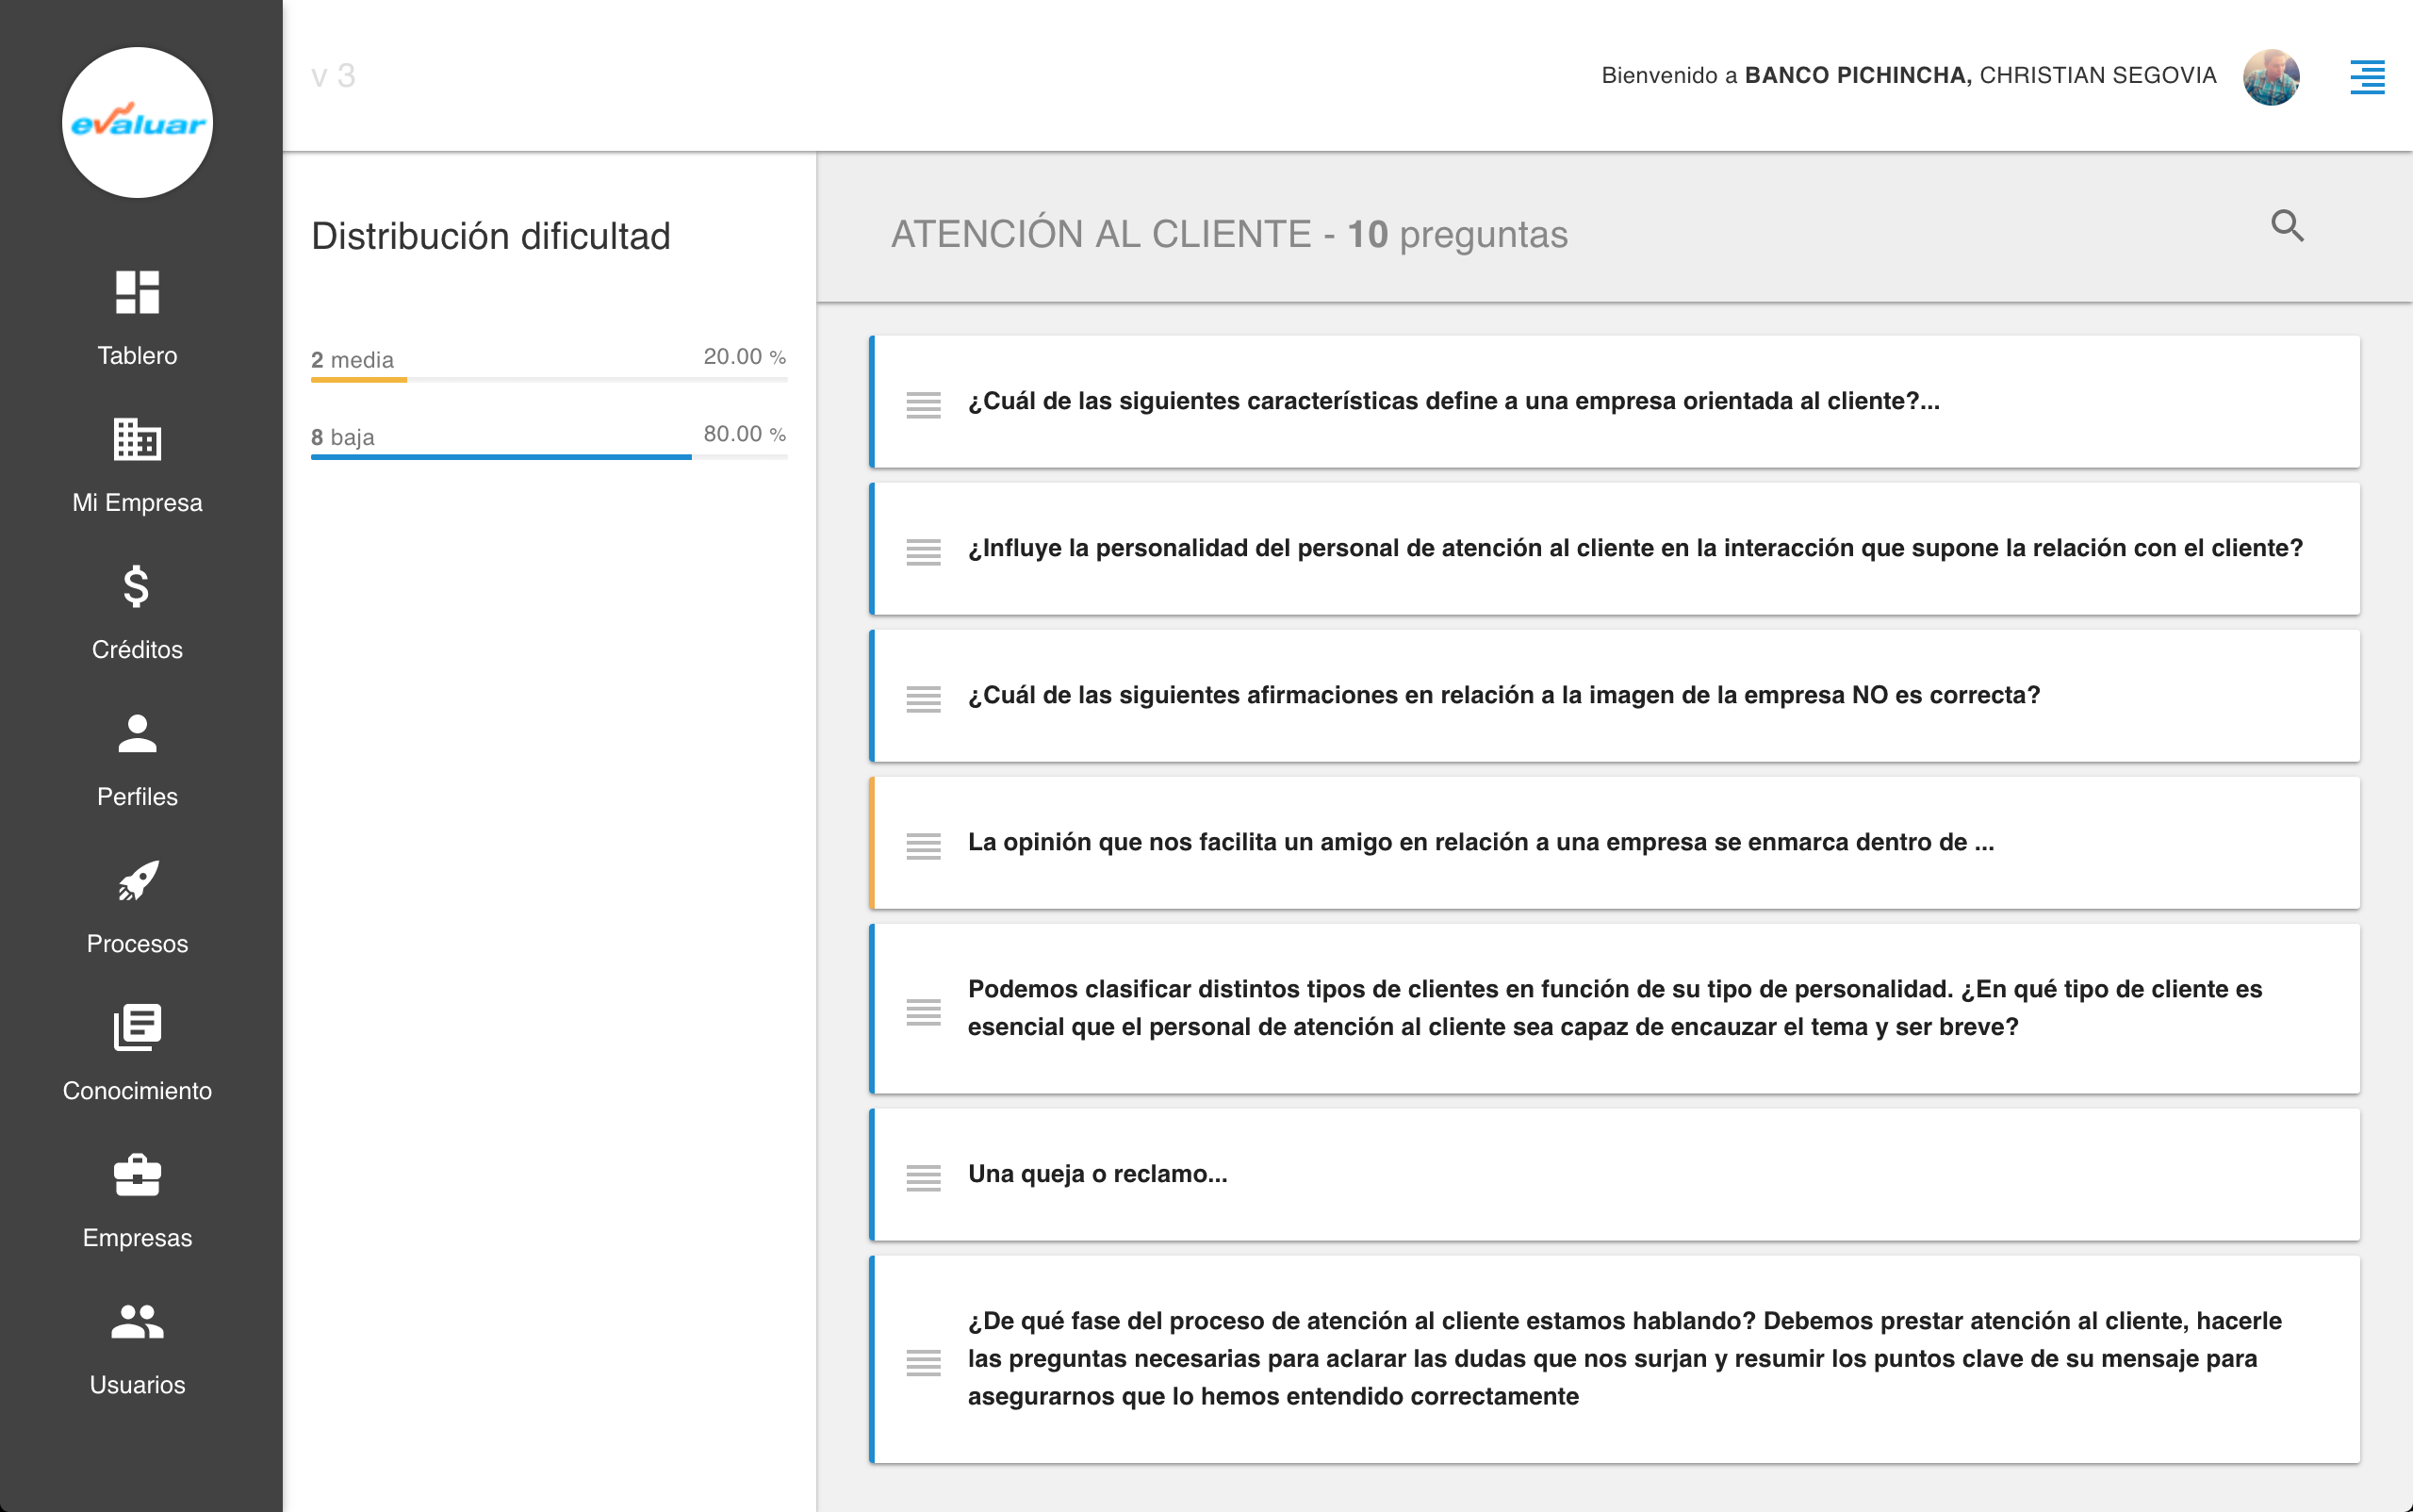 evaluar
Tablero
Mi Empresa
Créditos
Perfiles
Procesos
Conocimiento
Empresas
Usuarios
v 3
Bienvenido a BANCO PICHINCHA, CHRISTIAN SEGOVIA
Distribución dificultad
2 media 20.00 %
8 baja 80.00 %
ATENCIÓN AL CLIENTE - 10 preguntas
¿Cuál de las siguientes características define a una empresa orientada al cliente?...
¿Influye la personalidad del personal de atención al cliente en la interacción que supone la relación con el cliente?
¿Cuál de las siguientes afirmaciones en relación a la imagen de la empresa NO es correcta?
La opinión que nos facilita un amigo en relación a una empresa se enmarca dentro de ...
Podemos clasificar distintos tipos de clientes en función de su tipo de personalidad. ¿En qué tipo de cliente es
esencial que el personal de atención al cliente sea capaz de encauzar el tema y ser breve?
Una queja o reclamo...
¿De qué fase del proceso de atención al cliente estamos hablando? Debemos prestar atención al cliente, hacerle
las preguntas necesarias para aclarar las dudas que nos surjan y resumir los puntos clave de su mensaje para
asegurarnos que lo hemos entendido correctamente